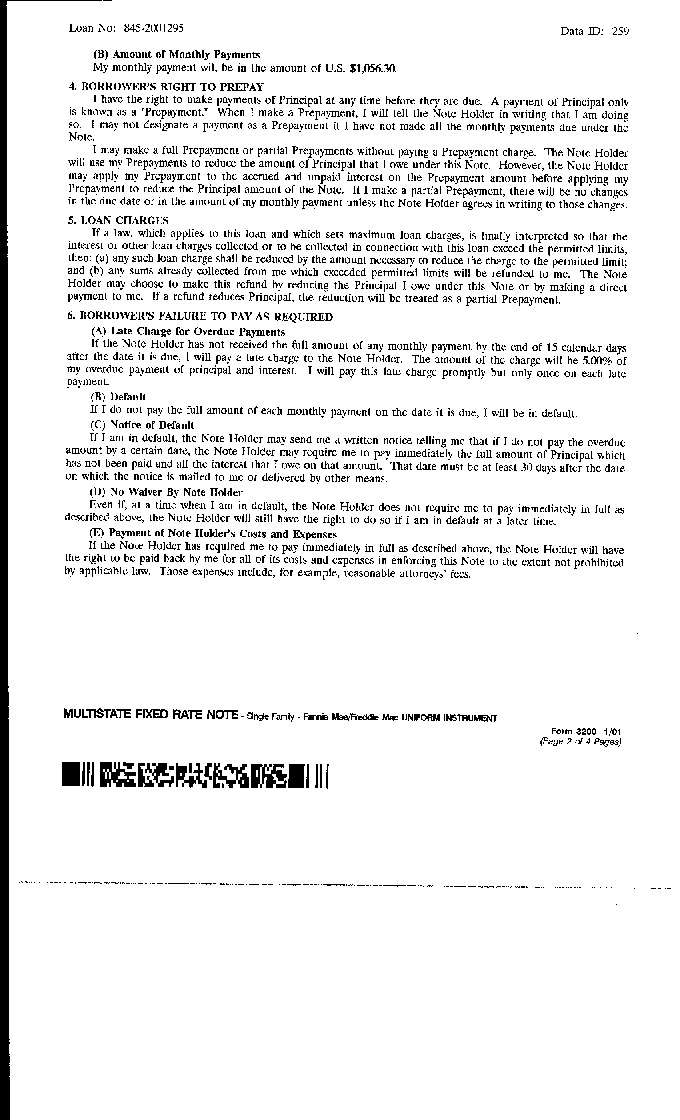 Loan No: 845-2001295
Data ID: 259
(B) Amount of Monthly Payments
My monthly payment will be in the amount of U.S. $1,056.30.
4. BORROWER'S RIGHT TO PREPAY
I have the right to make payments of Principal at any time before they are due. A payment of Principal only
is known as a "Prepayment." When I make a Prepayment, I will tell the Note Holder in writing that I am doing
so. I may not designate a payment as a Prepayment if I have not made all the monthly payments due under the
Note.
I may make a full Prepayment or partial Prepayments without paying a Prepayment charge. The Note Holder
will use my Prepayments to reduce the amount of Principal that I owe under this Note. However, the Note Holder
may apply my Prepayment to the accrued and unpaid interest on the Prepayment amount before applying my
Prepayment to reduce the Principal amount of the Note. If I make a partial Prepayment, there will be no changes
in the due date or in the amount of my monthly payment unless the Note Holder agrees in writing to those changes.
5. LOAN CHARGES
If a law, which applies to this loan and which sets maximum loan charges, is finally interpreted so that the
interest or other loan charges collected or to be collected in connection with this loan exceed the permitted limits,
then: (a) any such loan charge shall be reduced by the amount necessary to reduce the charge to the permitted limit;
and (b) any sums already collected from me which exceeded permitted limits will be refunded to me. The Note
Holder may choose to make this refund by reducing the Principal I owe under this Note or by making a direct
payment to me. If a refund reduces Principal, the reduction will be treated as a partial Prepayment.
6. BORROWER'S FAILURE TO PAY AS REQUIRED
(A) Late Charge for Overdue Payments
If the Note Holder has not received the full amount of any monthly payment by the end of 15 calendar days
after the date it is due, I will pay a late charge to the Note Holder. The amount of the charge will be 5.00% of
my overdue payment of principal and interest. I will pay this late charge promptly but only once on each late
payment.
(B) Default
If I do not pay the full amount of each monthly payment on the date it is due, I will be in default.
(C) Notice of Default
If I am in default, the Note Holder may send me a written notice telling me that if I do not pay the overdue
amount by a certain date, the Note Holder may require me to pay immediately the full amount of Principal which
has not been paid and all the interest that I owe on that amount. That date must be at least 30 days after the date
on which the notice is mailed to me or delivered by other means.
(D) No Waiver By Note Holder
Even if, at a time when I am in default, the Note Holder does not require me to pay immediately in full as
described above, the Note Holder will still have the right to do so if I am in default at a later time.
(E) Payment of Note Holder's Costs and Expenses
If the Note Holder has required me to pay immediately in full as described above, the Note Holder will have
the right to be paid back by me for all of its costs and expenses in enforcing this Note to the extent not prohibited
by applicable law. Those expenses include, for example, reasonable attorneys' fees.
MULTISTATE FIXED RATE NOTE - Single Family - Fannie Mae/Freddie Mac UNIFORM INSTRUMENT
Form 3200 1/01
(Page 2 of 4 Pages)